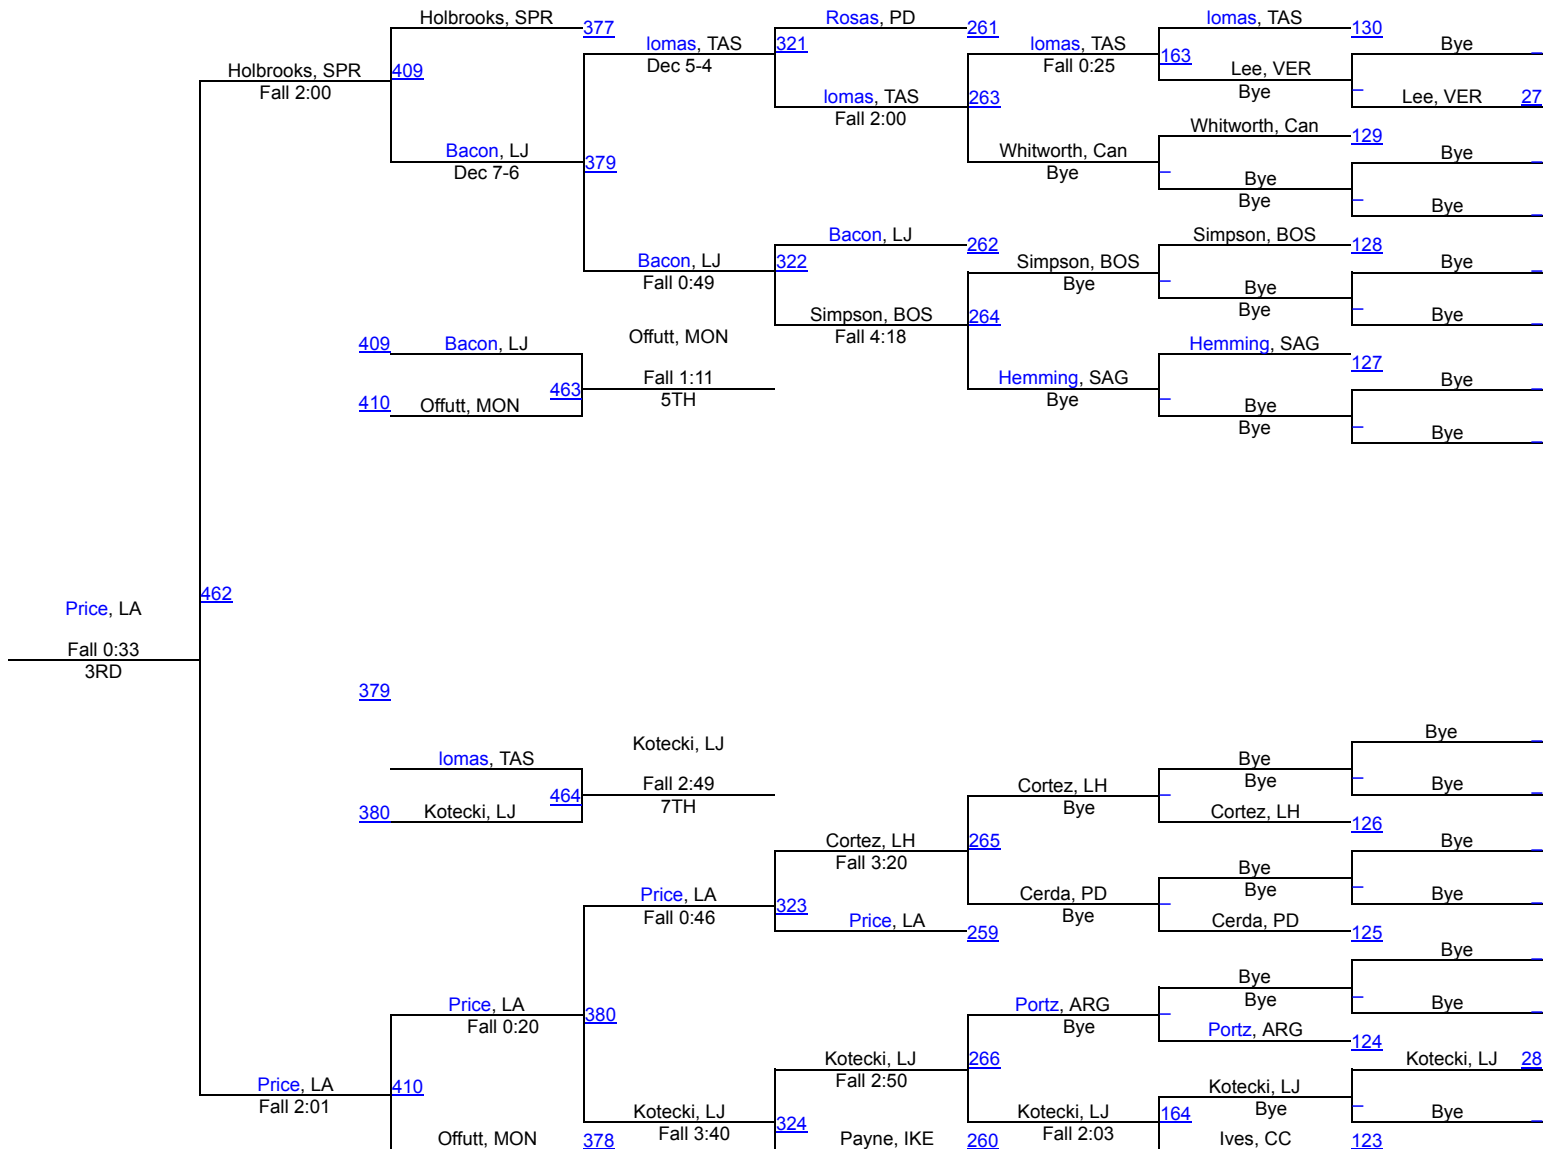 Holbrooks, SPR 377
Rosas, PD 261
Iomas, TAS 130
Bye
Iomas, TAS 321
Dec 5-4
Iomas, TAS 163
Fall 0:25
Holbrooks, SPR 409
Fall 2:00
Lee, VER
Bye
Iomas, TAS 263
Fall 2:00
Lee, VER 27
Whitworth, Can 129
Bacon, LJ 379
Dec 7-6
Whitworth, Can
Bye
Bye
Bye
Bye
Bye
Bacon, LJ 262
Simpson, BOS 128
Bacon, LJ 322
Fall 0:49
Simpson, BOS
Bye
Bye
Bye
Bye
Simpson, BOS 264
Fall 4:18
Bye
Offutt, MON
409 Bacon, LJ
Hemming, SAG 127
Fall 1:11
5TH
463
Hemming, SAG
Bye
Bye
410 Offutt, MON
Bye
Bye
Bye
462
Price, LA
Fall 0:33
3RD
379
Bye
Kotecki, LJ
Iomas, TAS
Bye
Bye
Fall 2:49
7TH
464
Cortez, LH
Bye
Bye
380 Kotecki, LJ
Cortez, LH 126
Cortez, LH 265
Fall 3:20
Bye
Bye
Bye
Price, LA 323
Fall 0:46
Cerda, PD
Bye
Bye
Price, LA 259
Cerda, PD 125
Bye
Bye
Bye
Price, LA 380
Fall 0:20
Portz, ARG
Bye
Bye
Portz, ARG 124
Kotecki, LJ 266
Fall 2:50
Kotecki, LJ 28
Price, LA 410
Fall 2:01
Kotecki, LJ
Bye
Kotecki, LJ 324
Fall 3:40
Kotecki, LJ 164
Fall 2:03
Bye
Offutt, MON 378
Payne, IKE 260
Ives, CC 123